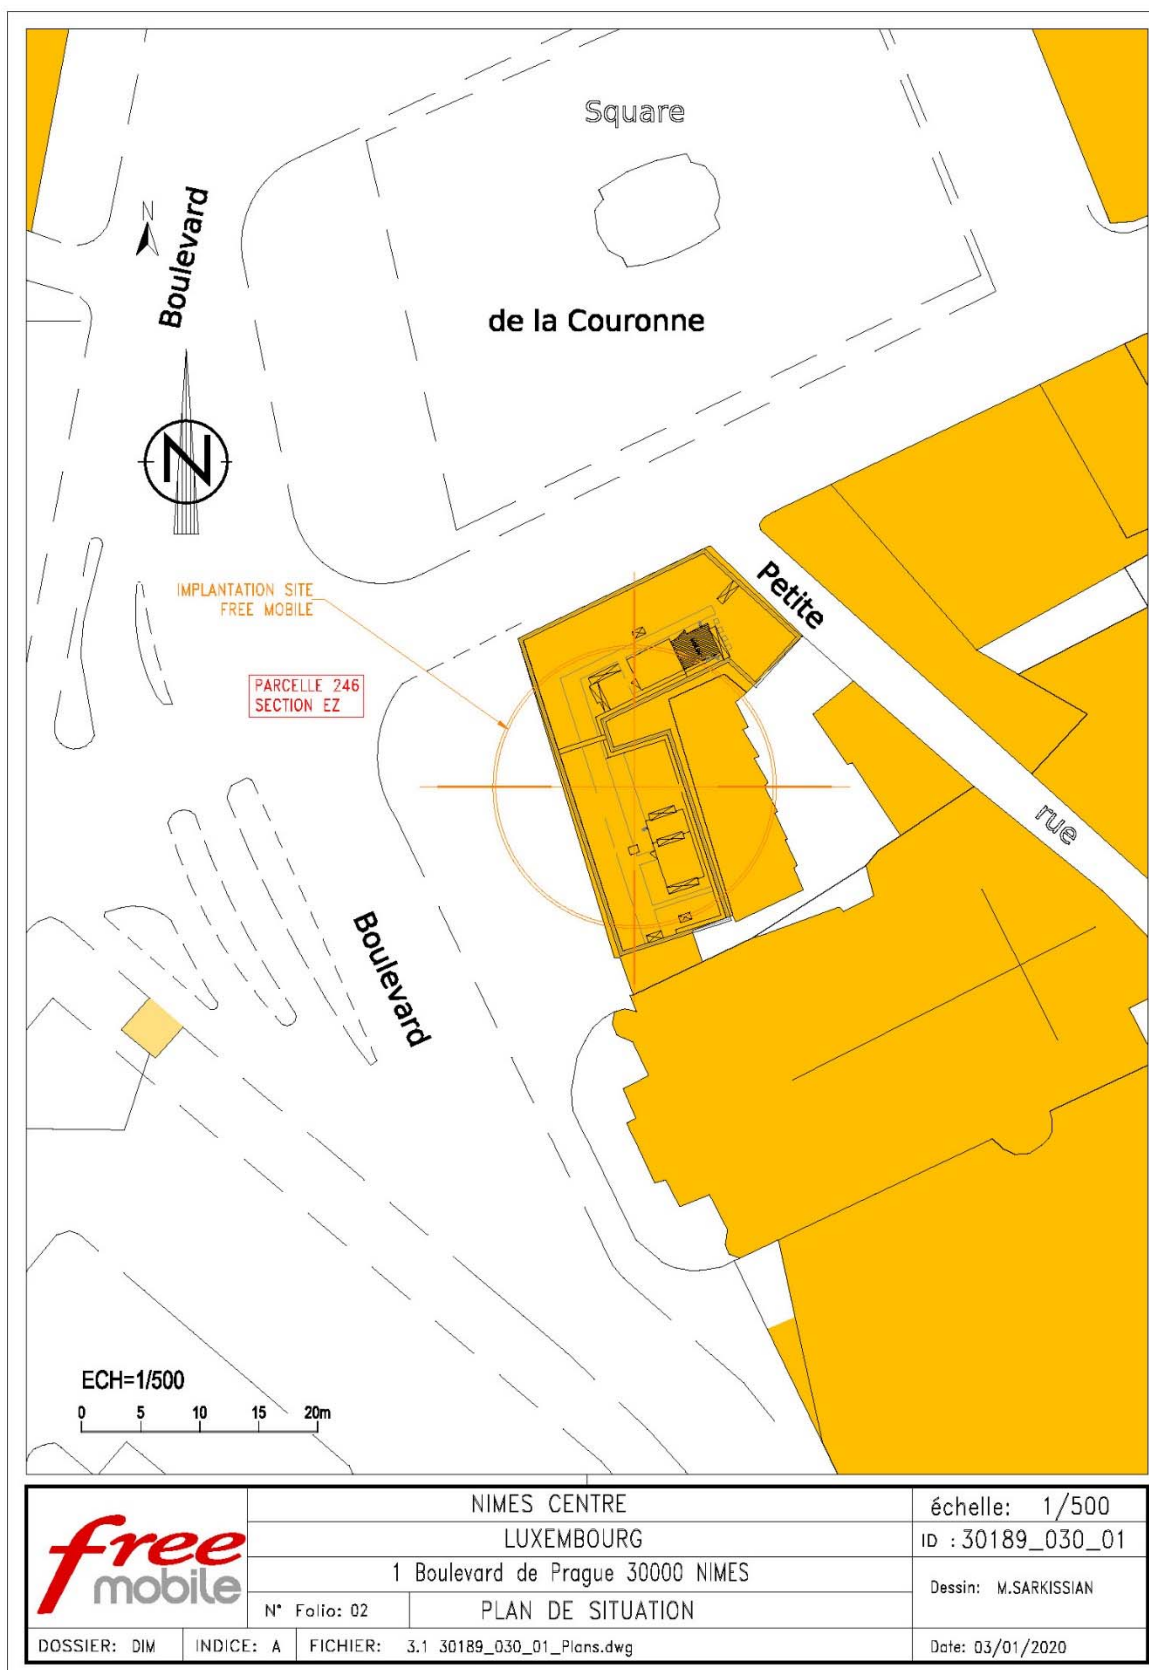 Square
N
Boulevard
de la Couronne
N
IMPLANTATION SITE
FREE MOBILE
Petite
PARCELLE 246
SECTION EZ
rue
Boulevard
ECH=1/500
0 5 10 15 20m
free
mobile
NIMES CENTRE
LUXEMBOURG
1 Boulevard de Prague 30000 NIMES
N° Folio: 02
PLAN DE SITUATION
échelle: 1/500
ID : 30189_030_01
Dessin: M.SARKISSIAN
DOSSIER: DIM
INDICE: A
FICHIER: 3.1 30189_030_01_Plans.dwg
Date: 03/01/2020